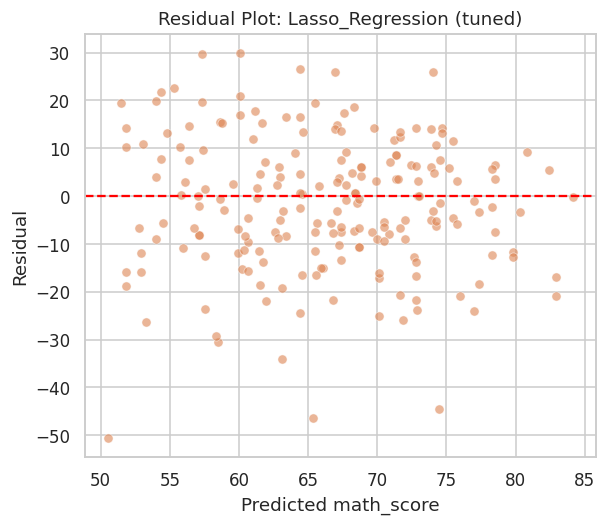 Residual Plot: Lasso_Regression (tuned)
30
20
10
0
−10
−20
−30
−40
−50
Residual
50 55 60 65 70 75 80 85
Predicted math_score